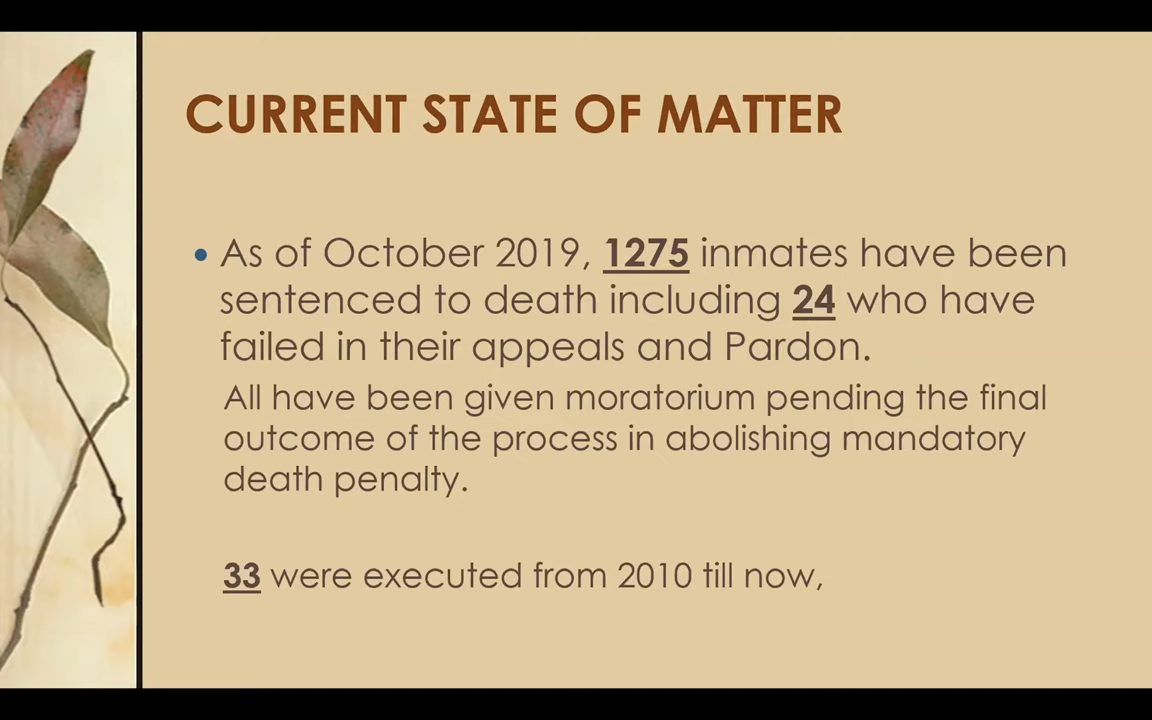 CURRENT STATE OF MATTER
• As of October 2019, 1275 inmates have been
sentenced to death including 24 who have
failed in their appeals and Pardon.
All have been given moratorium pending the final
outcome of the process in abolishing mandatory
death penalty.
33 were executed from 2010 till now,